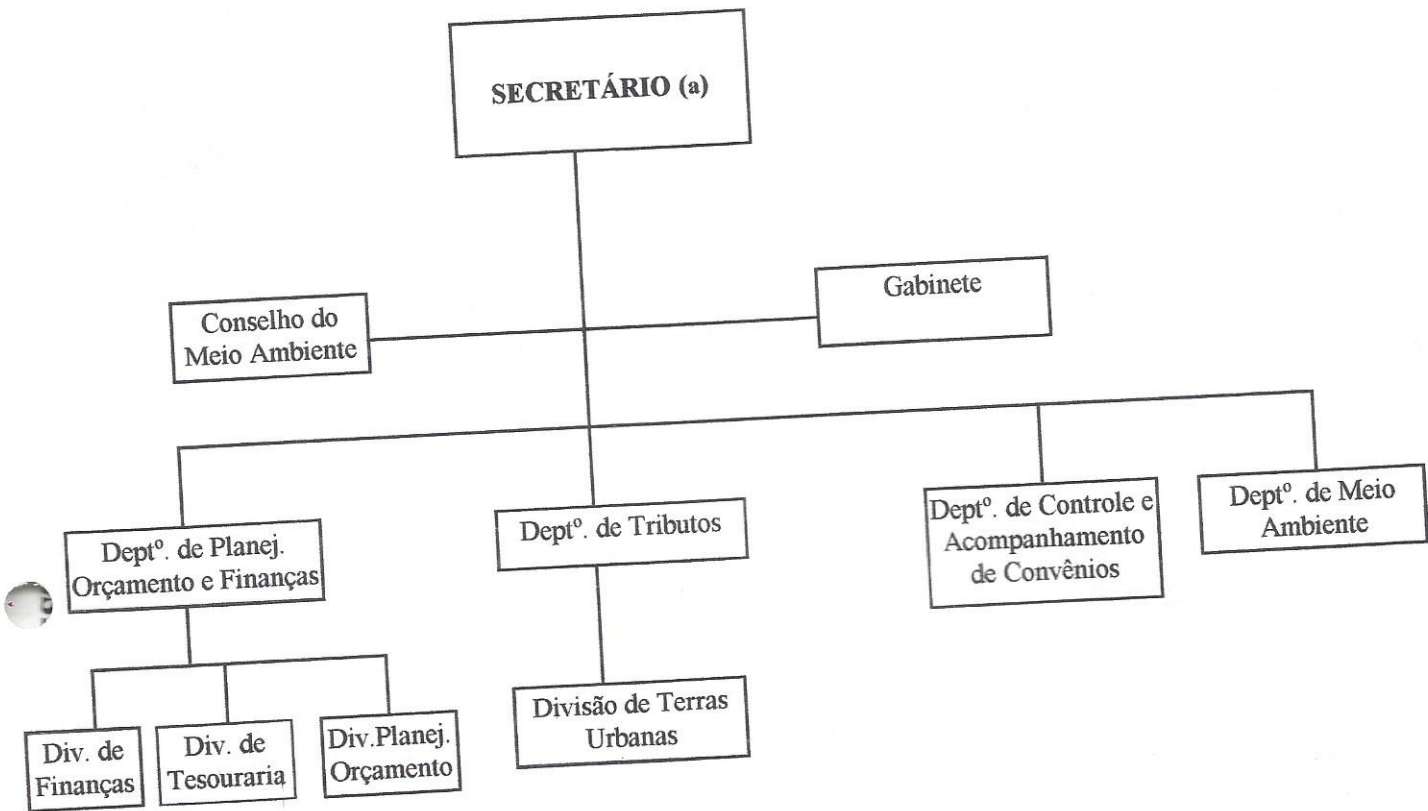 SECRETÁRIO (a)
Conselho do
Meio Ambiente
Gabinete
Deptº. de Planej.
Orçamento e Finanças
Deptº. de Tributos
Deptº. de Controle e
Acompanhamento
de Convênios
Deptº. de Meio
Ambiente
Div. de
Finanças
Div. de
Tesouraria
Div.Planej.
Orçamento
Divisão de Terras
Urbanas